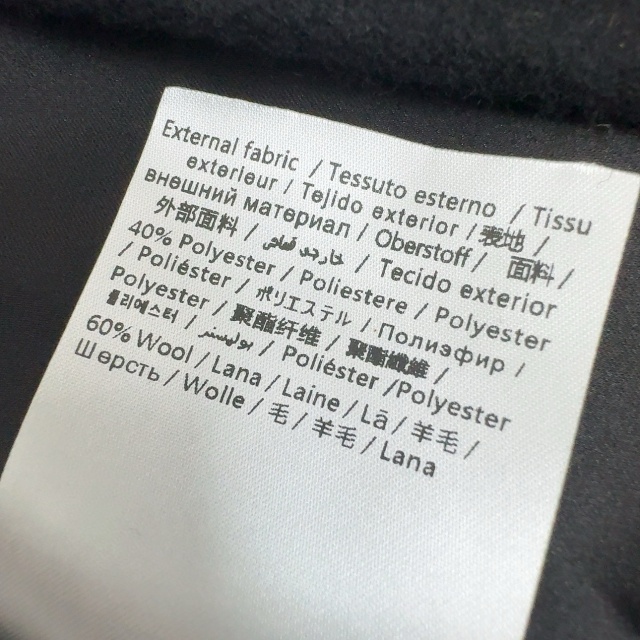 External fabric / Tessuto esterno / Tissu
exterieur / Tejido exterior / 表地 /
внешний материал / Oberstoff / 面料 /
外部面料 / / Tecido exterior
40% Polyester / Poliestere / Polyester
/ Poliéster / ポリエステル / Полиэфир /
Polyester / 聚酯纤维 / 聚酯纖維 /
폴리에스터 / بوليستر / Poliéster /Polyester
60% Wool / Lana / Laine / Lã / 羊毛 /
Шерсть / Wolle / 毛 / 羊毛 / Lana